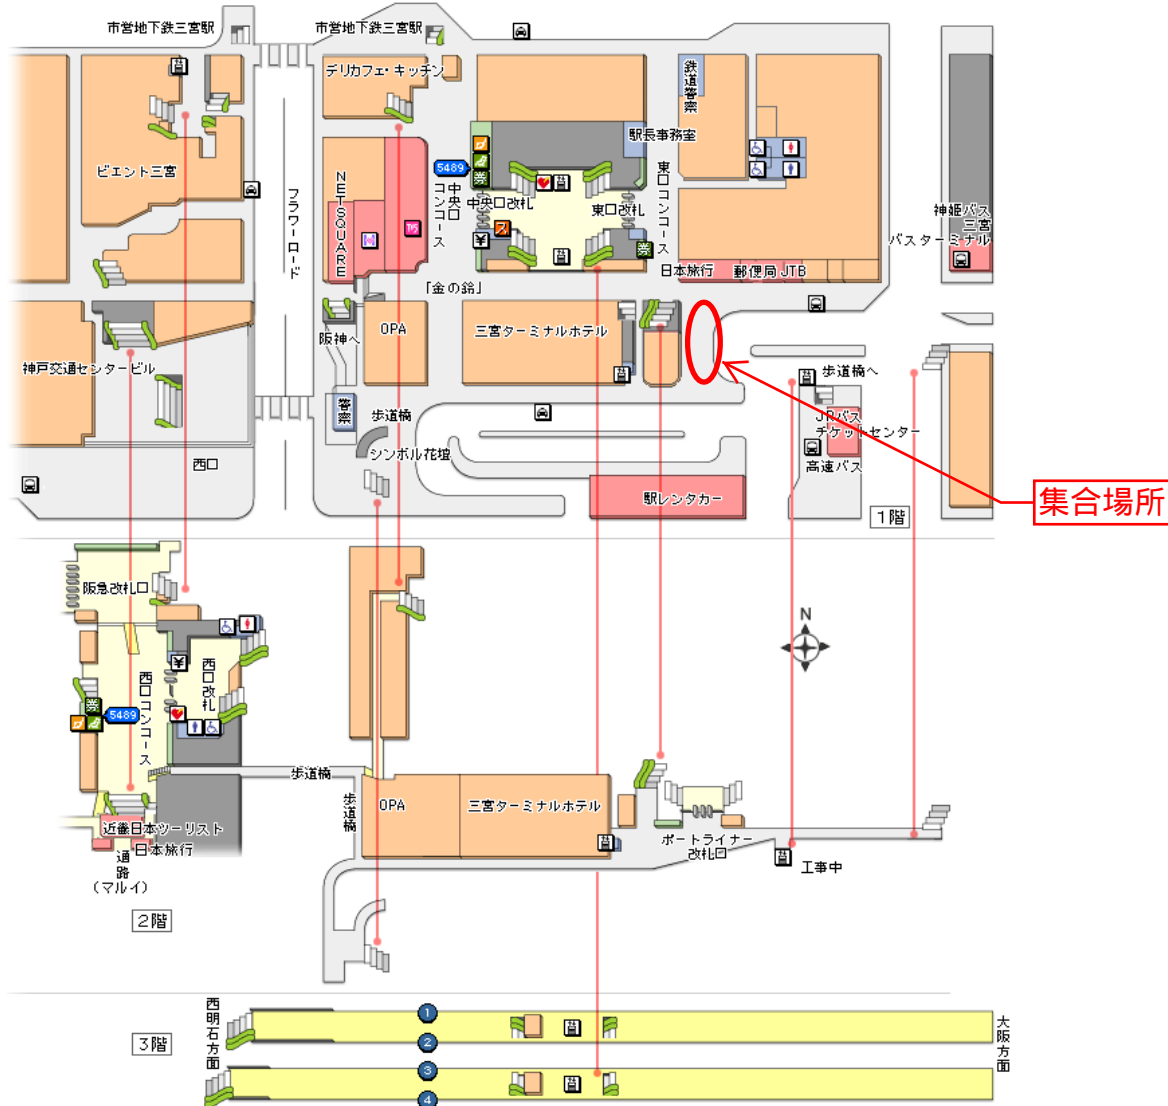 市営地下鉄三宮駅
市営地下鉄三宮駅
デリカフェ・キッチン
鉄道警察
駅長事務室
ビエント三宮
フラワーロード
NETSQUARE
TiS
5489
中央口コンコース
中央口改札
東口改札
東口コンコース
券
¥
券
神姫バス
三宮
バスターミナル
日本旅行
郵便局
JTB
「金の鈴」
阪神へ
OPA
三宮ターミナルホテル
神戸交通センタービル
警察
歩道橋
シンボル花壇
歩道橋へ
JRバス
チケットセンター
高速バス
西口
駅レンタカー
集合場所
1階
阪急改札口
西口コンコース
西口改札
¥
券
5489
N
歩道橋
歩道橋
OPA
三宮ターミナルホテル
近畿日本ツーリスト
日本旅行
通路
(マルイ)
ポートライナー
改札口
工事中
2階
3階
西明石方面
1
2
3
4
大阪方面